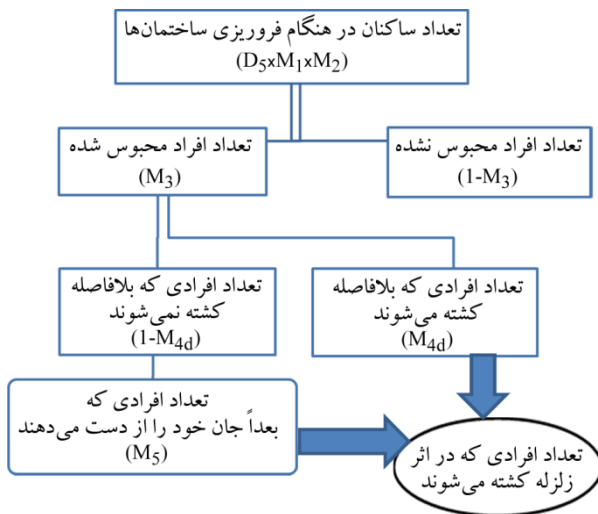 تعداد ساکنان در هنگام فروریزی ساختمان‌ها
(D₅xM₁xM₂)
تعداد افراد محبوس نشده
(1-M₃)
تعداد افراد محبوس شده
(M₃)
تعداد افرادی که بلافاصله
کشته می‌شوند
(M₄d)
تعداد افرادی که بلافاصله
کشته نمی‌شوند
(1-M₄d)
تعداد افرادی که
بعداً جان خود را از دست می‌دهند
(M₅)
تعداد افرادی که در اثر
زلزله کشته می‌شوند